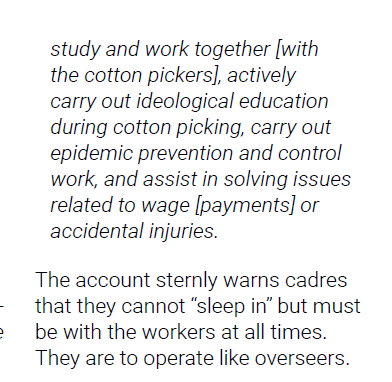 study and work together [with
the cotton pickers], actively
carry out ideological education
during cotton picking, carry out
epidemic prevention and control
work, and assist in solving issues
related to wage [payments] or
accidental injuries.
The account sternly warns cadres
that they cannot “sleep in” but must
e be with the workers at all times.
They are to operate like overseers.